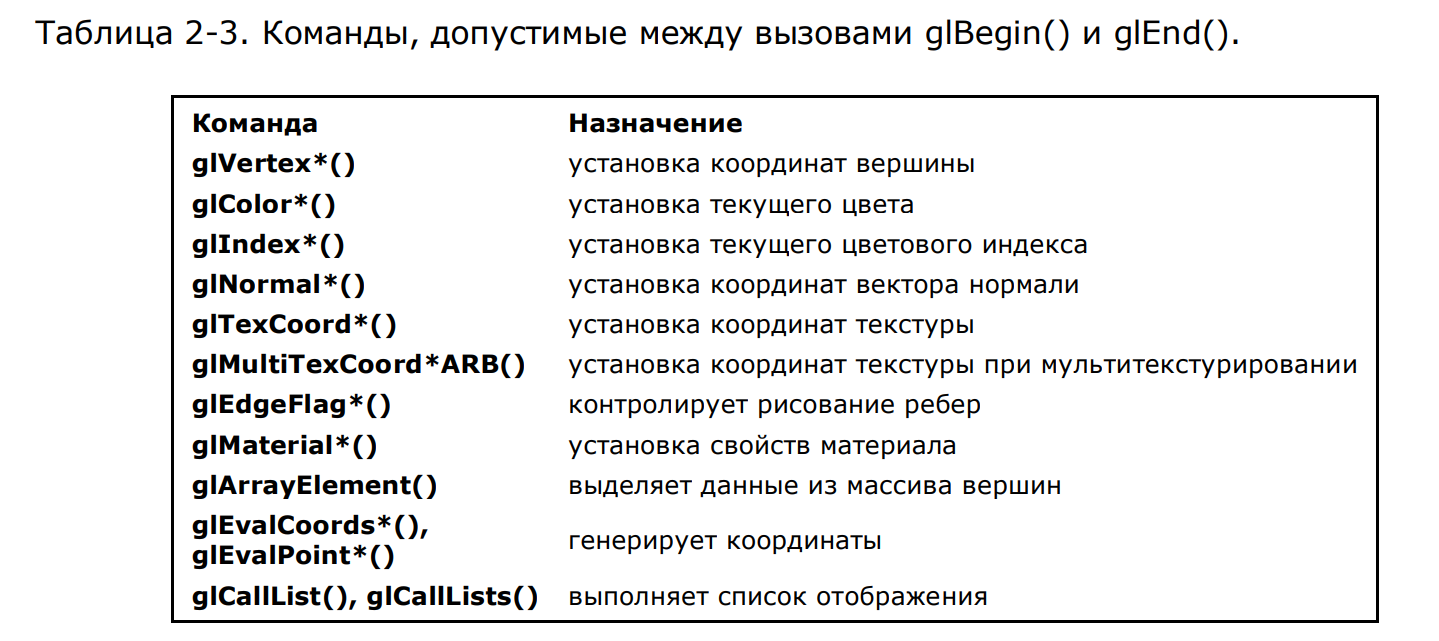 Таблица 2-3. Команды, допустимые между вызовами glBegin() и glEnd().
Команда Назначение
glVertex*() установка координат вершины
glColor*() установка текущего цвета
glIndex*() установка текущего цветового индекса
glNormal*() установка координат вектора нормали
glTexCoord*() установка координат текстуры
glMultiTexCoord*ARB() установка координат текстуры при мультитекстурировании
glEdgeFlag*() контролирует рисование ребер
glMaterial*() установка свойств материала
glArrayElement() выделяет данные из массива вершин
glEvalCoords*(),
glEvalPoint*() генерирует координаты
glCallList(), glCallLists() выполняет список отображения